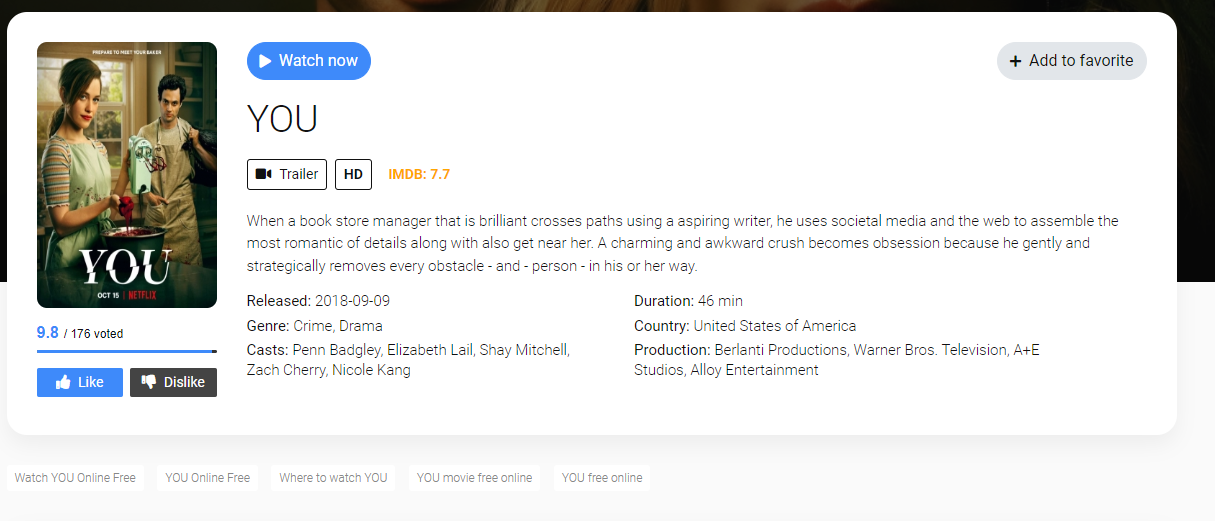 PREPARE TO MEET YOUR BAKER
YOU
OCT 15 | NETFLIX
9.8 / 176 voted
Like
Dislike
Watch now
Add to favorite
YOU
Trailer
HD
IMDB: 7.7
When a book store manager that is brilliant crosses paths using a aspiring writer, he uses societal media and the web to assemble the
most romantic of details along with also get near her. A charming and awkward crush becomes obsession because he gently and
strategically removes every obstacle - and - person - in his or her way.
Released: 2018-09-09
Genre: Crime, Drama
Casts: Penn Badgley, Elizabeth Lail, Shay Mitchell,
Zach Cherry, Nicole Kang
Duration: 46 min
Country: United States of America
Production: Berlanti Productions, Warner Bros. Television, A+E
Studios, Alloy Entertainment
Watch YOU Online Free
YOU Online Free
Where to watch YOU
YOU movie free online
YOU free online